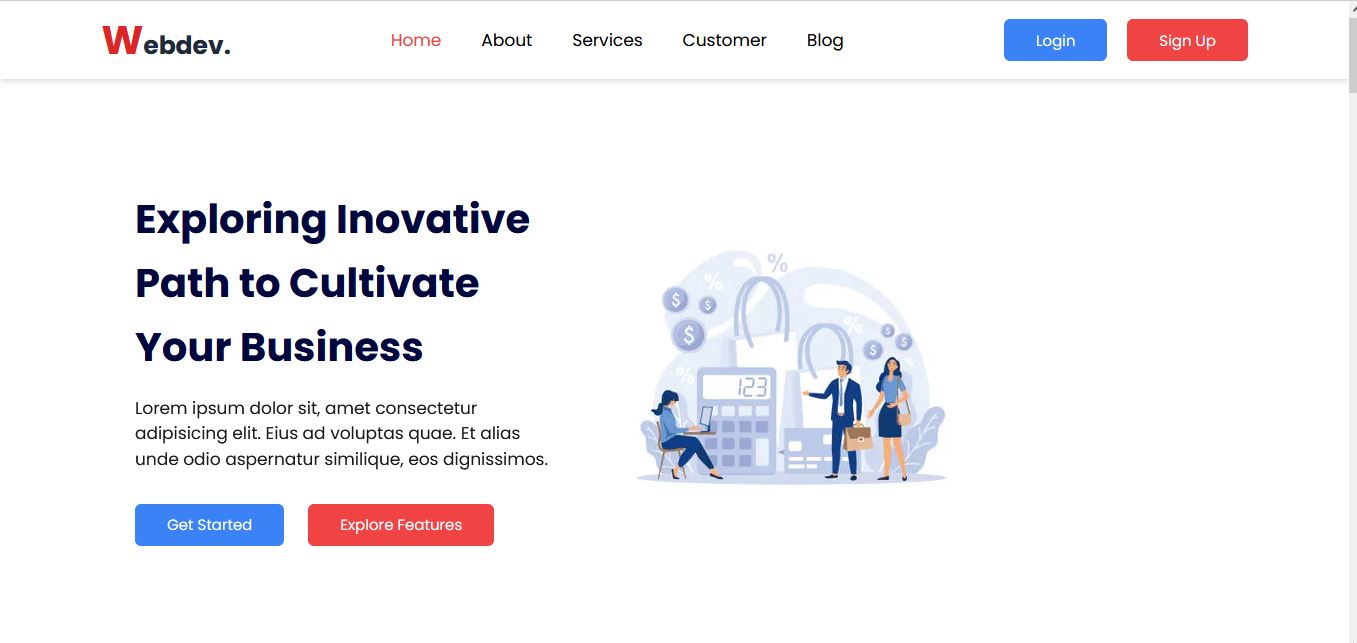 Webdev.
Home About Services Customer Blog
Login Sign Up
Exploring Inovative
Path to Cultivate
Your Business
Lorem ipsum dolor sit, amet consectetur
adipisicing elit. Eius ad voluptas quae. Et alias
unde odio aspernatur similique, eos dignissimos.
Get Started Explore Features
%
%
$ $
$
%
$ $ $
%
123